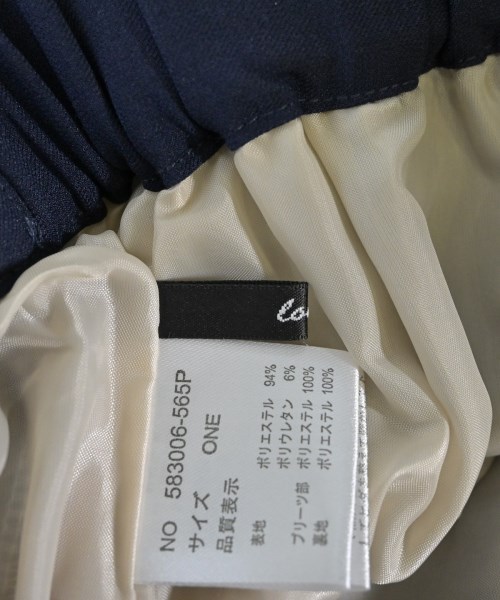 NO 583006-565P
サイズ ONE
品質表示
表地 ポリエステル 94%
ポリウレタン 6%
プリーツ部 ポリエステル 100%
裏地 ポリエステル 100%